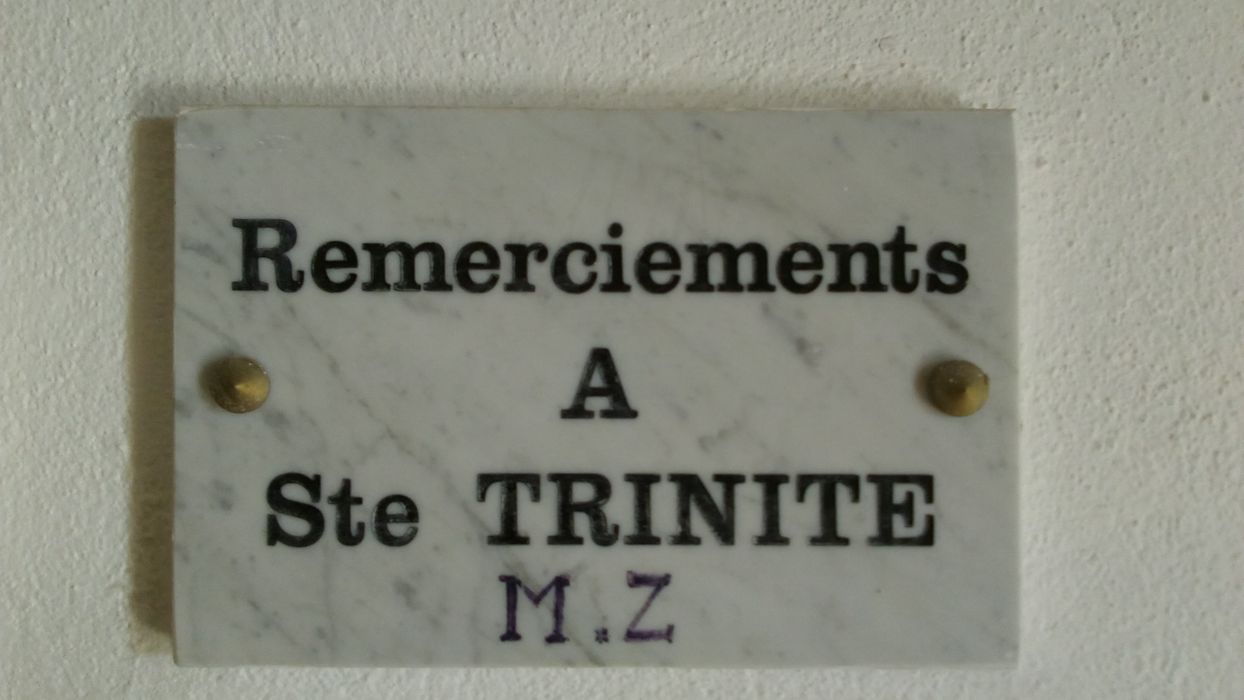 Remerciements
A
Ste TRINITE
M.Z